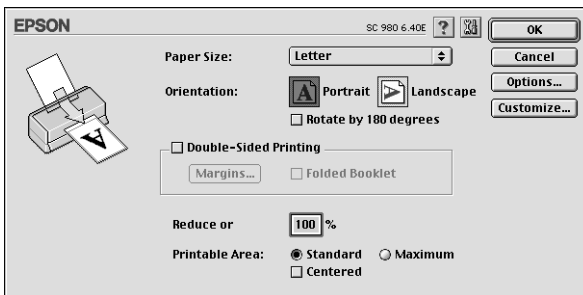 EPSON
SC 980 6.40E
?
OK
Paper Size:
Letter
Cancel
Orientation:
A
Portrait
A
Landscape
Options...
Customize...
Rotate by 180 degrees
A
Double-Sided Printing
Margins...
Folded Booklet
Reduce or
100 %
Printable Area:
Standard
Maximum
Centered